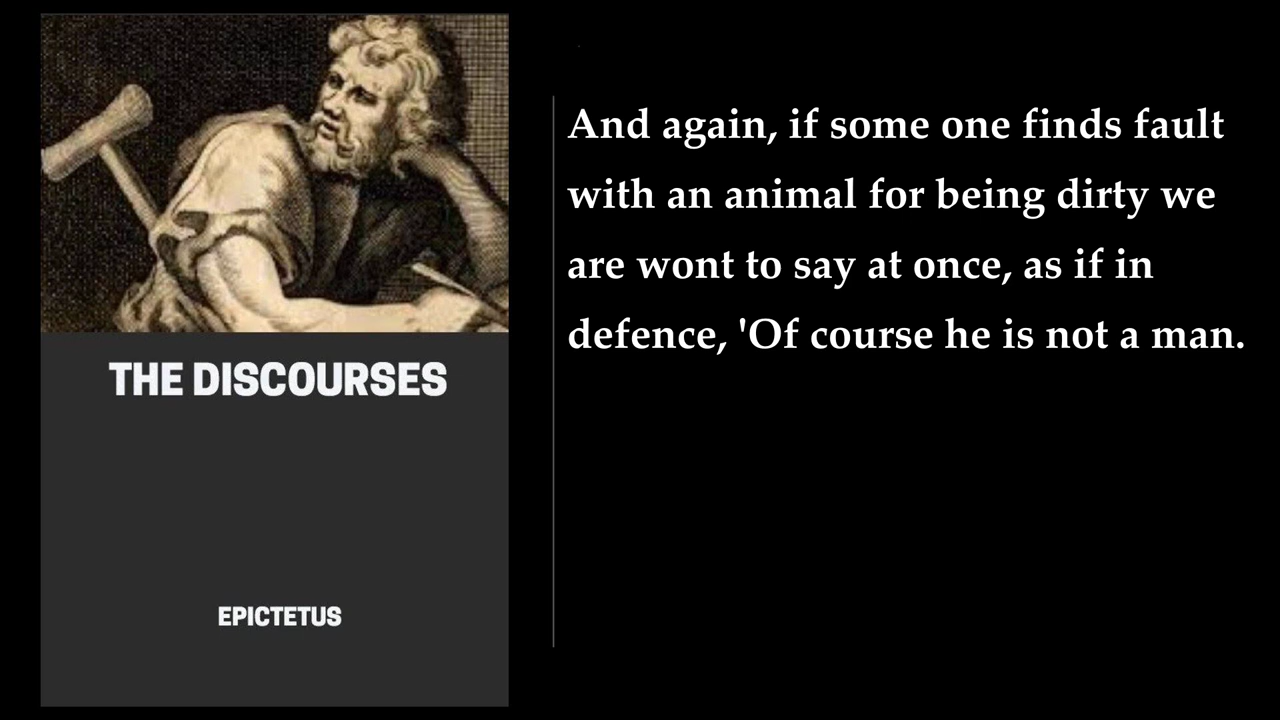 THE DISCOURSES
EPICTETUS
And again, if some one finds fault
with an animal for being dirty we
are wont to say at once, as if in
defence, 'Of course he is not a man.